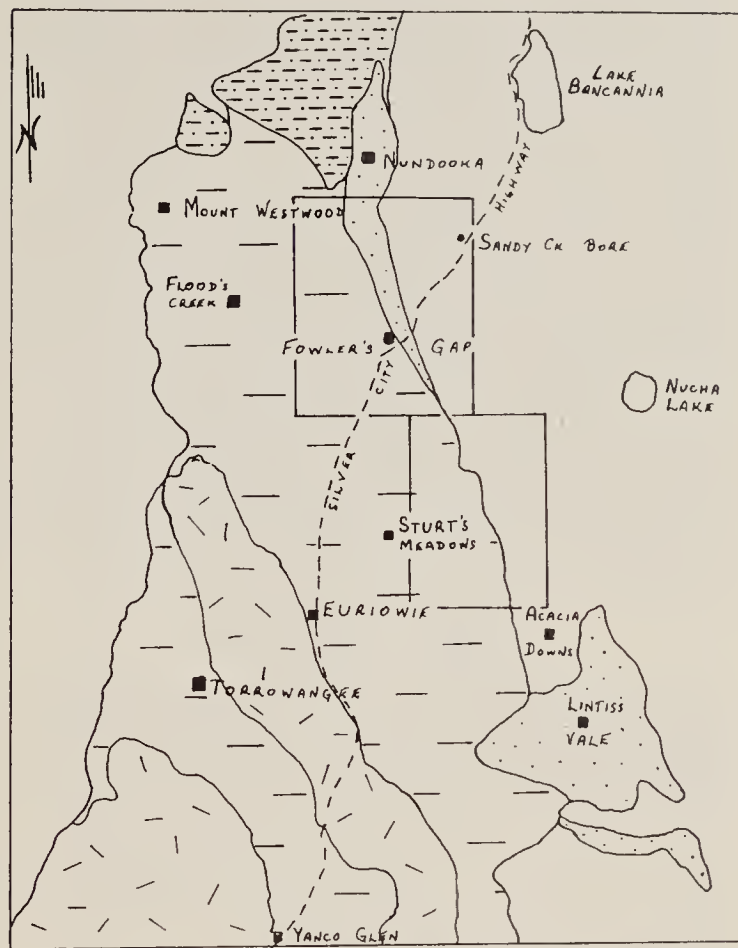 LAKE
BANCANNIA
N
NUNDOOKA
HIGHWAY
MOUNT WESTWOOD
SANDY CK BORE
FLOOD'S
CREEK
FOWLER'S GAP
CITY
NUCHA
LAKE
SILVER
STURT'S
MEADOWS
EURIOWIE
ACACIA
DOWNS
TORROWANGEE
LINTISS
VALE
YANCO GLEN